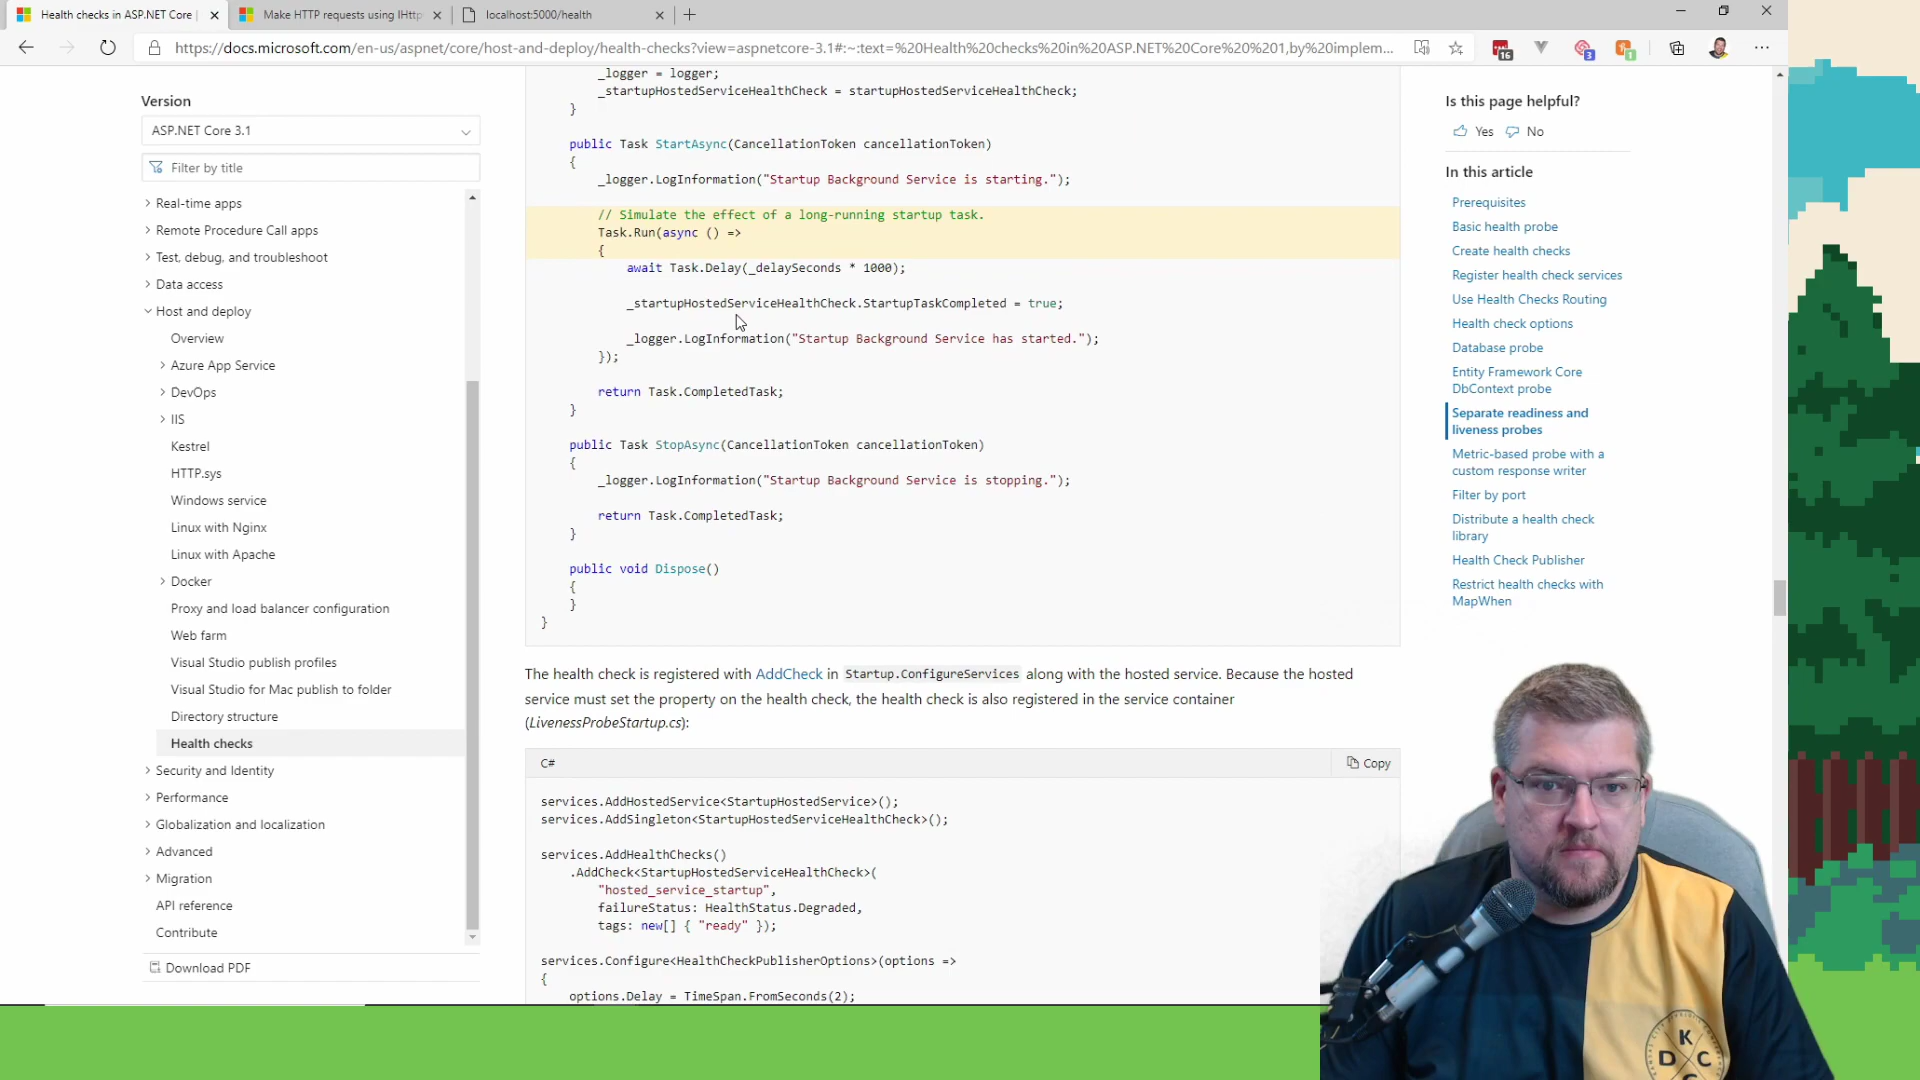 Health checks in ASP.NET Core |
Make HTTP requests using IHttp
localhost:5000/health
https://docs.microsoft.com/en-us/aspnet/core/host-and-deploy/health-checks?view=aspnetcore-3.1#:~:text=%20Health%20checks%20in%20ASP.NET%20Core%20%201,by%20implem...
16
3
1
Version
ASP.NET Core 3.1
Filter by title
Real-time apps
Remote Procedure Call apps
Test, debug, and troubleshoot
Data access
Host and deploy
Overview
Azure App Service
DevOps
IIS
Kestrel
HTTP.sys
Windows service
Linux with Nginx
Linux with Apache
Docker
Proxy and load balancer configuration
Web farm
Visual Studio publish profiles
Visual Studio for Mac publish to folder
Directory structure
Health checks
Security and Identity
Performance
Globalization and localization
Advanced
Migration
API reference
Contribute
Download PDF
_logger = logger;
_startupHostedServiceHealthCheck = startupHostedServiceHealthCheck;
}
public Task StartAsync(CancellationToken cancellationToken)
{
_logger.LogInformation("Startup Background Service is starting.");
// Simulate the effect of a long-running startup task.
Task.Run(async () =>
{
await Task.Delay(_delaySeconds * 1000);
_startupHostedServiceHealthCheck.StartupTaskCompleted = true;
_logger.LogInformation("Startup Background Service has started.");
});
return Task.CompletedTask;
}
public Task StopAsync(CancellationToken cancellationToken)
{
_logger.LogInformation("Startup Background Service is stopping.");
return Task.CompletedTask;
}
public void Dispose()
{
}
}
The health check is registered with AddCheck in Startup.ConfigureServices along with the hosted service. Because the hosted
service must set the property on the health check, the health check is also registered in the service container
(LivenessProbeStartup.cs):
C#
Copy
services.AddHostedService<StartupHostedService>();
services.AddSingleton<StartupHostedServiceHealthCheck>();
services.AddHealthChecks()
.AddCheck<StartupHostedServiceHealthCheck>(
"hosted_service_startup",
failureStatus: HealthStatus.Degraded,
tags: new[] { "ready" });
services.Configure<HealthCheckPublisherOptions>(options =>
{
options.Delay = TimeSpan.FromSeconds(2);
Is this page helpful?
Yes
No
In this article
Prerequisites
Basic health probe
Create health checks
Register health check services
Use Health Checks Routing
Health check options
Database probe
Entity Framework Core
DbContext probe
Separate readiness and
liveness probes
Metric-based probe with a
custom response writer
Filter by port
Distribute a health check
library
Health Check Publisher
Restrict health checks with
MapWhen
K
D C